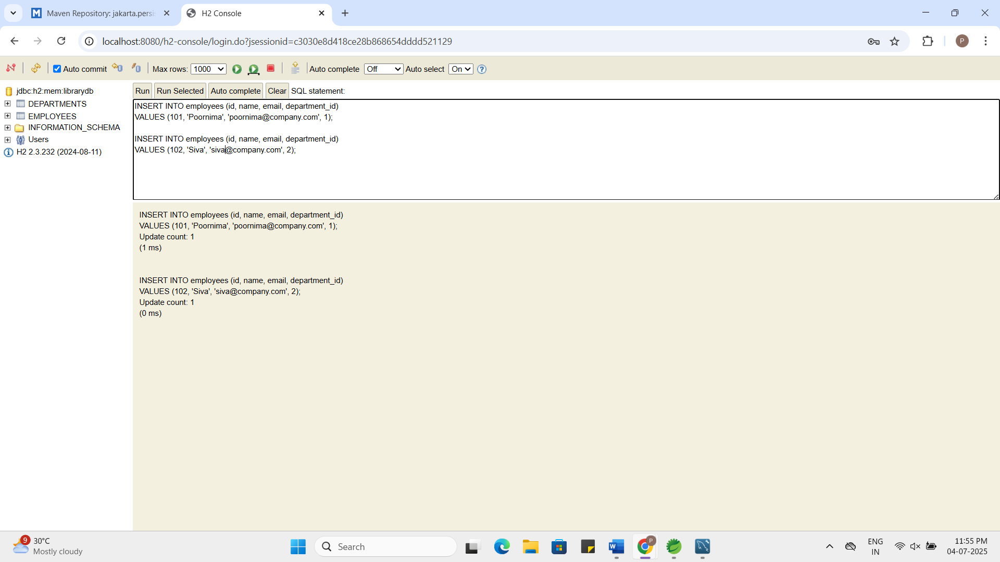 Maven Repository: jakarta.persis
H2 Console
localhost:8080/h2-console/login.do?jsessionid=c3030e8d418ce28b868654dddd521129
P
Auto commit
Max rows: 1000
Auto complete Off
Auto select On
jdbc:h2:mem:librarydb
DEPARTMENTS
EMPLOYEES
INFORMATION_SCHEMA
Users
H2 2.3.232 (2024-08-11)
Run Run Selected Auto complete Clear SQL statement:
INSERT INTO employees (id, name, email, department_id)
VALUES (101, 'Poornima', 'poornima@company.com', 1);
INSERT INTO employees (id, name, email, department_id)
VALUES (102, 'Siva', 'siva@company.com', 2);
INSERT INTO employees (id, name, email, department_id)
VALUES (101, 'Poornima', 'poornima@company.com', 1);
Update count: 1
(1 ms)
INSERT INTO employees (id, name, email, department_id)
VALUES (102, 'Siva', 'siva@company.com', 2);
Update count: 1
(0 ms)
9
30°C
Mostly cloudy
Search
P
ENG
IN
11:55 PM
04-07-2025